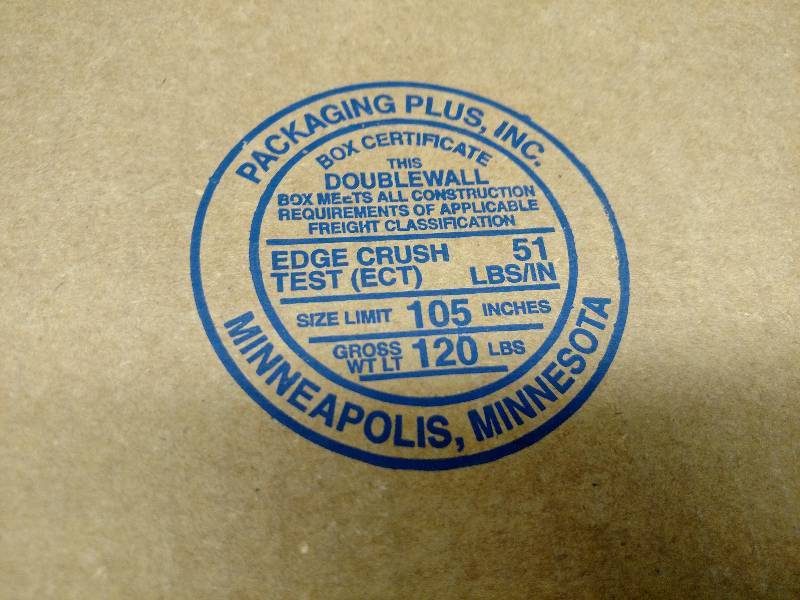 PACKAGING PLUS, INC.
BOX CERTIFICATE
THIS
DOUBLEWALL
BOX MEETS ALL CONSTRUCTION
REQUIREMENTS OF APPLICABLE
FREIGHT CLASSIFICATION
EDGE CRUSH 51
TEST (ECT) LBS/IN
SIZE LIMIT 105 INCHES
GROSS
WT LT 120 LBS
MINNEAPOLIS, MINNESOTA